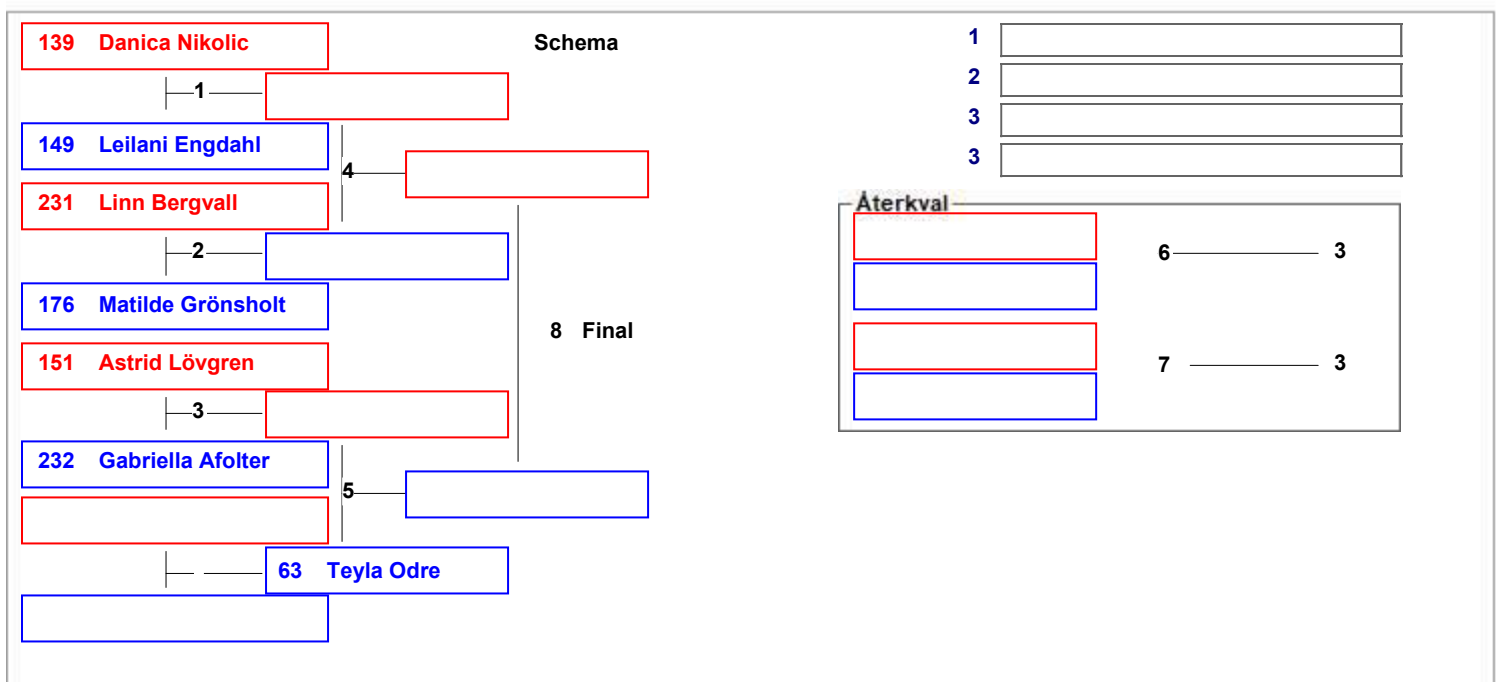 139 Danica Nikolic
Schema
1
149 Leilani Engdahl
4
231 Linn Bergvall
2
176 Matilde Grönsholt
8 Final
151 Astrid Lövgren
3
232 Gabriella Afolter
5
63 Teyla Odre
1
2
3
3
Återkval
6 3
7 3